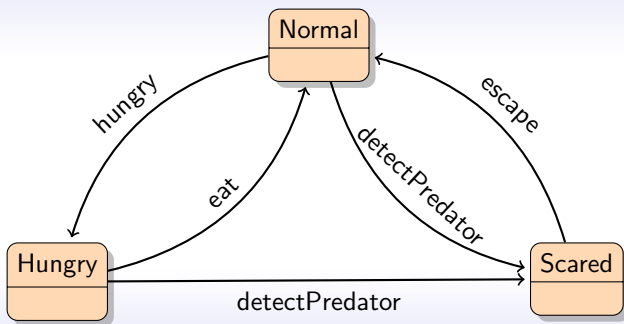 Normal
hungry
escape
detectPredator
eat
Hungry
Scared
detectPredator